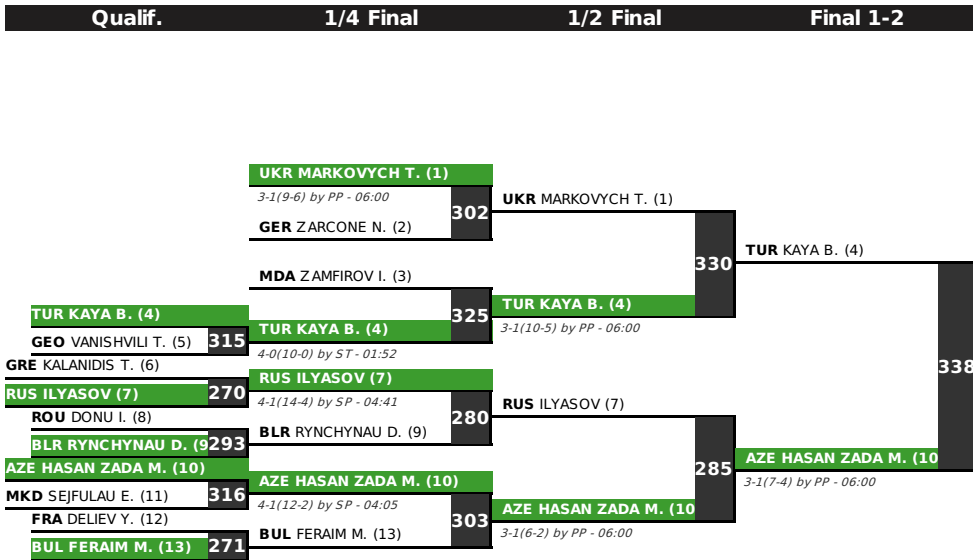 Qualif. 1/4 Final 1/2 Final Final 1-2
UKR MARKOVYCH T. (1)
3-1(9-6) by PP - 06:00
302
GER ZARCONE N. (2)
MDA ZAMFIROV I. (3)
325
TUR KAYA B. (4)
4-0(10-0) by ST - 01:52
TUR KAYA B. (4)
315
GEO VANISHVILI T. (5)
GRE KALANIDIS T. (6)
270
RUS ILYASOV (7)
ROU DONU I. (8)
293
BLR RYNCHYNAU D. (9
AZE HASAN ZADA M. (10)
316
MKD SEJFULAU E. (11)
FRA DELIEV Y. (12)
271
BUL FERAIM M. (13)
RUS ILYASOV (7)
4-1(14-4) by SP - 04:41
280
BLR RYNCHYNAU D. (9)
AZE HASAN ZADA M. (10)
4-1(12-2) by SP - 04:05
303
BUL FERAIM M. (13)
UKR MARKOVYCH T. (1)
330
TUR KAYA B. (4)
3-1(10-5) by PP - 06:00
RUS ILYASOV (7)
285
AZE HASAN ZADA M. (10
3-1(6-2) by PP - 06:00
TUR KAYA B. (4)
338
AZE HASAN ZADA M. (10
3-1(7-4) by PP - 06:00